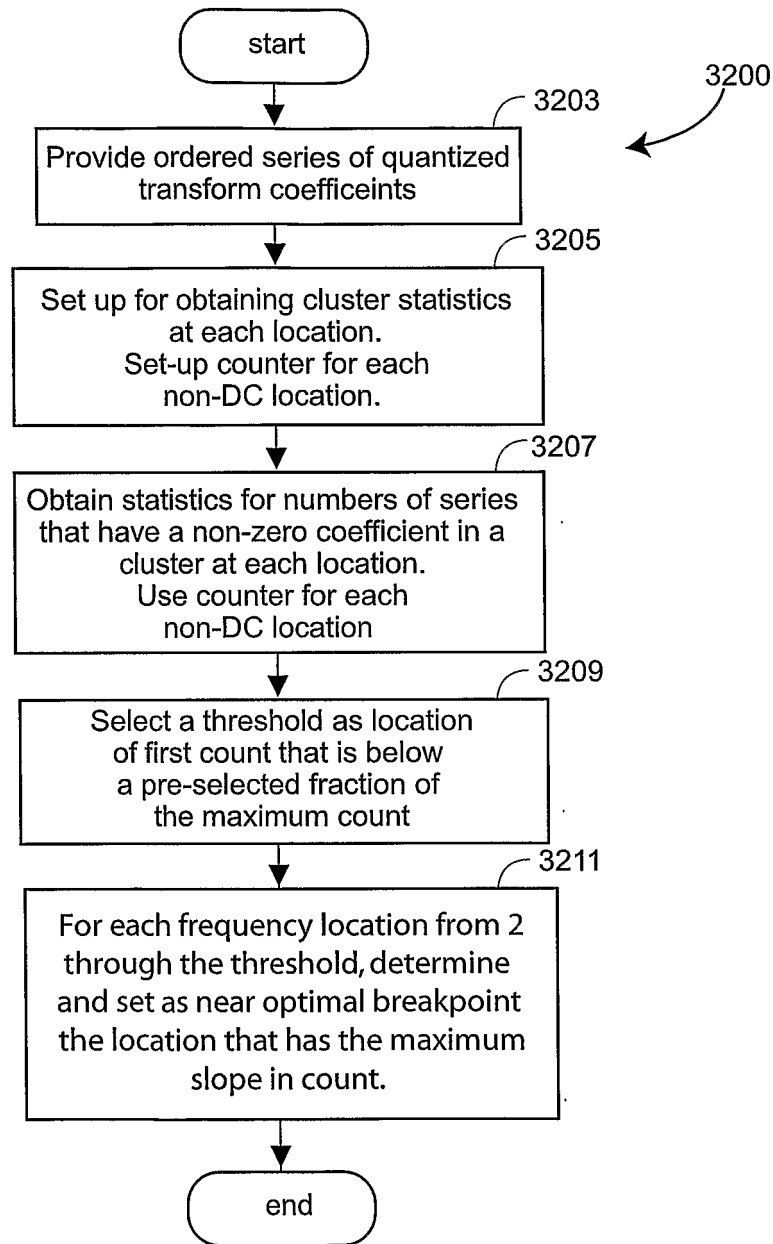 start
3200
3203
Provide ordered series of quantized
transform coefficeints
3205
Set up for obtaining cluster statistics
at each location.
Set-up counter for each
non-DC location.
3207
Obtain statistics for numbers of series
that have a non-zero coefficient in a
cluster at each location.
Use counter for each
non-DC location
3209
Select a threshold as location
of first count that is below
a pre-selected fraction of
the maximum count
3211
For each frequency location from 2
through the threshold, determine
and set as near optimal breakpoint
the location that has the maximum
slope in count.
end